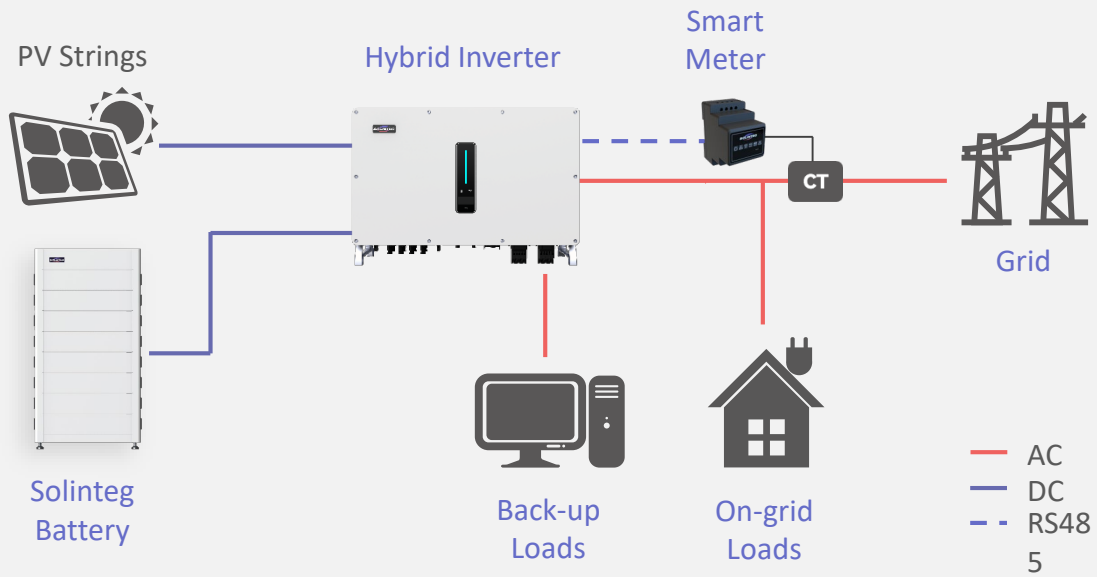 PV Strings
Hybrid Inverter
Smart
Meter
CT
Grid
Solinteg
Battery
Back-up
Loads
On-grid
Loads
AC
DC
RS48
5